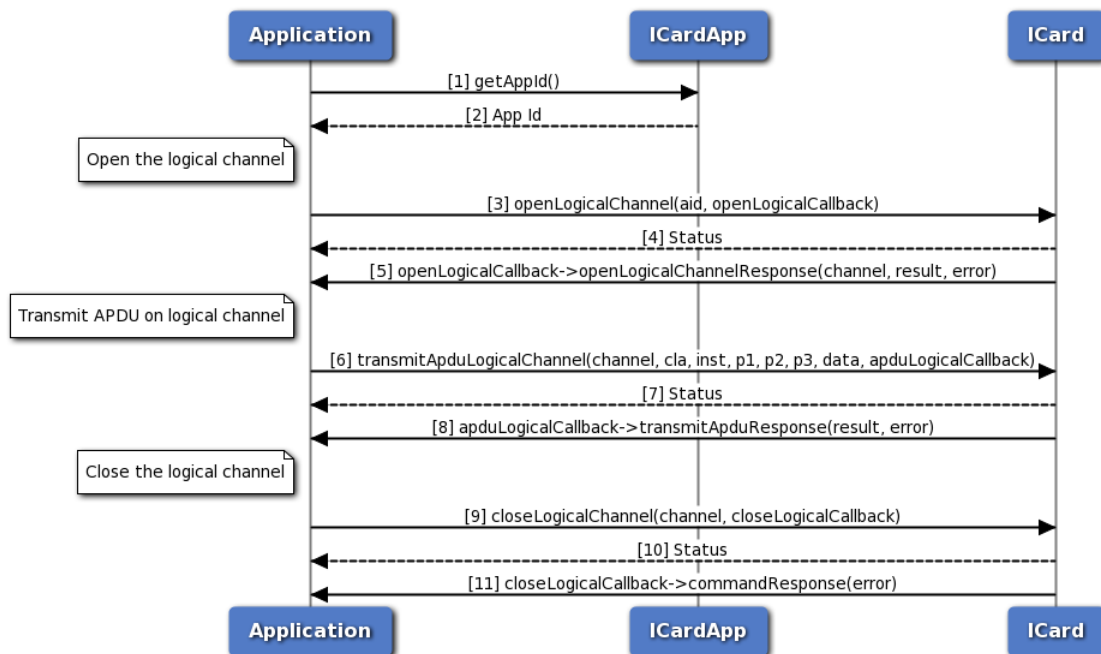 Application ICardApp ICard
[1] getAppId()
[2] App Id
Open the logical channel
[3] openLogicalChannel(aid, openLogicalCallback)
[4] Status
[5] openLogicalCallback->openLogicalChannelResponse(channel, result, error)
Transmit APDU on logical channel
[6] transmitApduLogicalChannel(channel, cla, inst, p1, p2, p3, data, apduLogicalCallback)
[7] Status
[8] apduLogicalCallback->transmitApduResponse(result, error)
Close the logical channel
[9] closeLogicalChannel(channel, closeLogicalCallback)
[10] Status
[11] closeLogicalCallback->commandResponse(error)
Application ICardApp ICard